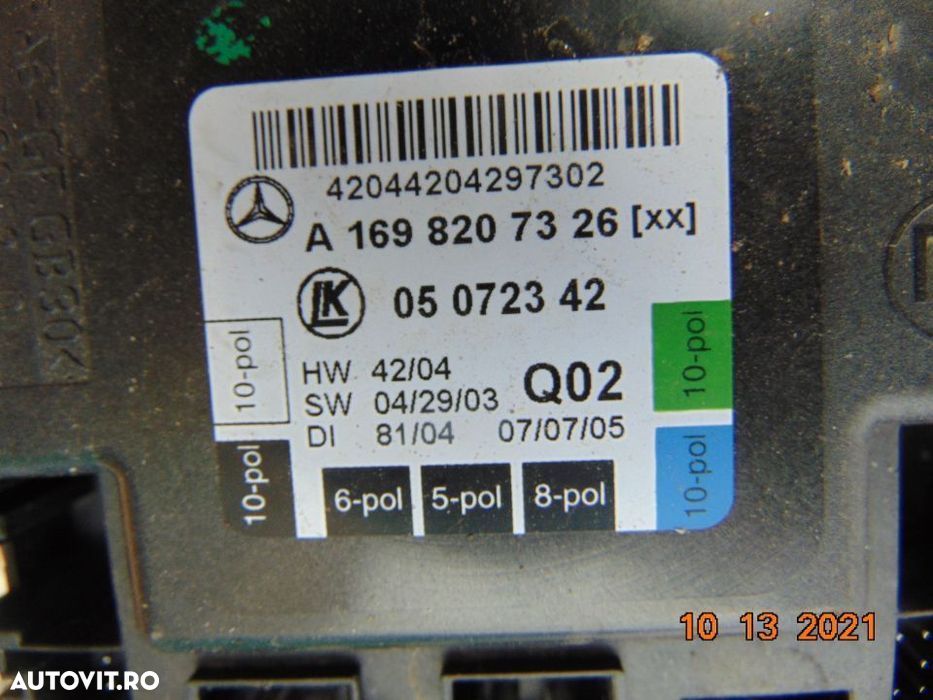 42044204297302
A 169 820 73 26 [xx]
LK 05 0723 42
10-pol
HW 42/04
SW 04/29/03
Q02
DI 81/04 07/07/05
10-pol
10-pol
6-pol
5-pol
8-pol
10-pol
10 13 2021
AUTOVIT.RO